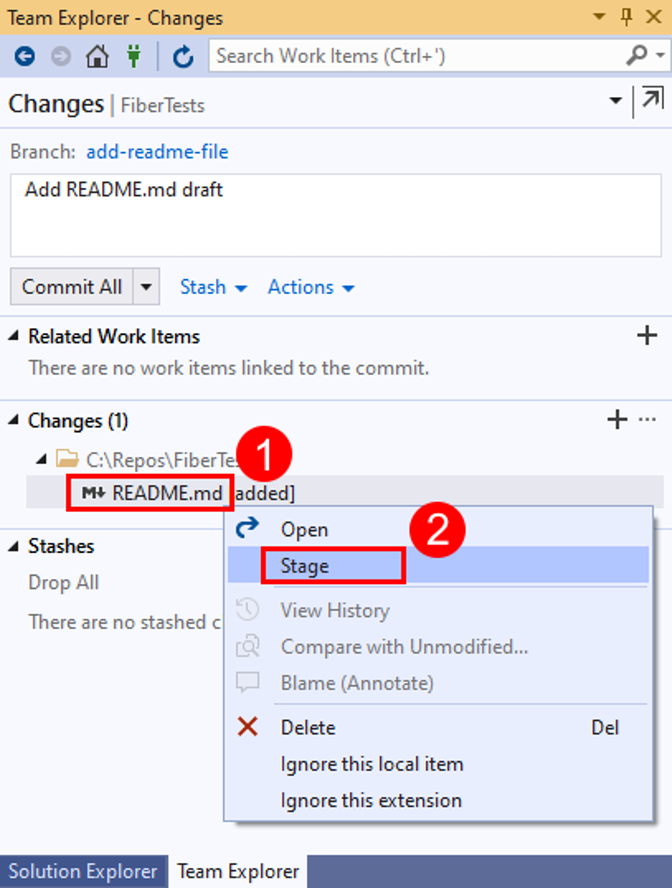 Team Explorer - Changes
Search Work Items (Ctrl+')
Changes | FiberTests
Branch: add-readme-file
Add README.md draft
Commit All Stash Actions
Related Work Items
There are no work items linked to the commit.
Changes (1)
C:\Repos\FiberTe
1
M README.md added]
Open
2
Stage
Stashes
Drop All
View History
There are no stashed
Compare with Unmodified...
Blame (Annotate)
Delete Del
Ignore this local item
Ignore this extension
Solution Explorer Team Explorer